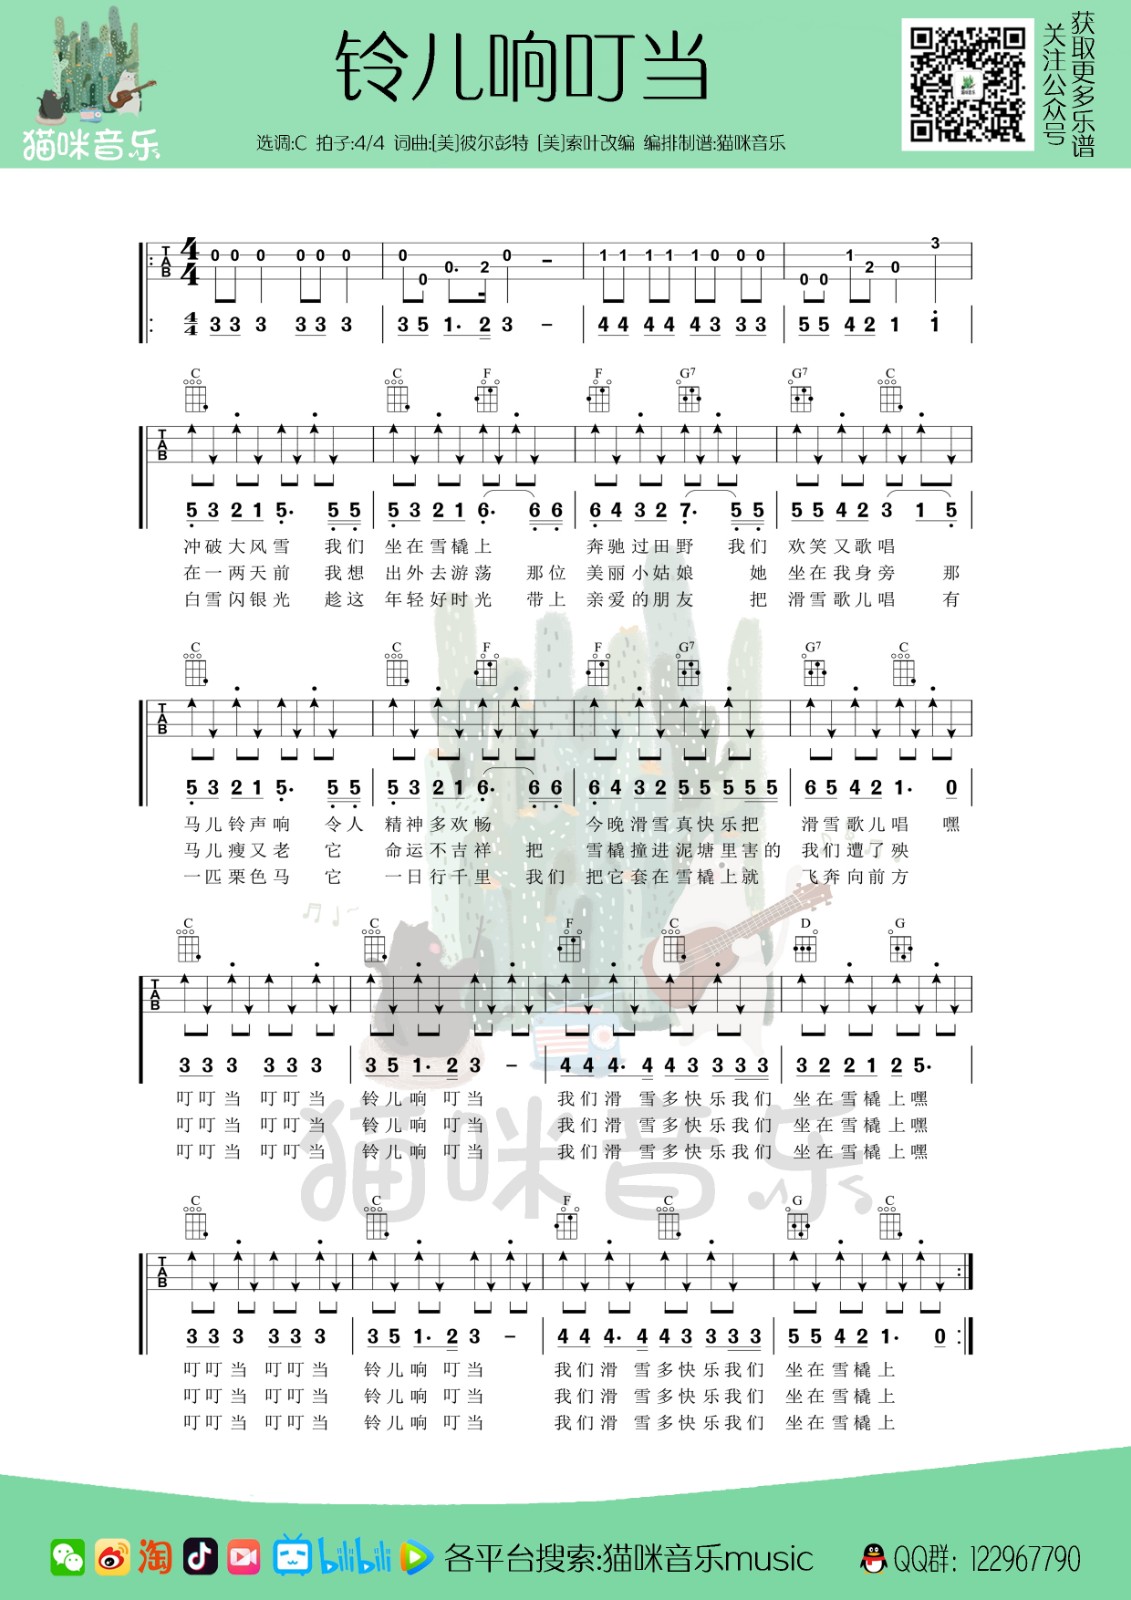 铃儿响叮当
猫咪音乐
获取更多乐谱
关注公众号
选调:C 拍子:4/4 词曲:[美]彼尔彭特 [美]索叶改编 编排制谱:猫咪音乐
TAB 4/4 0 0 0 0 0 0 0 0 0. 2 0 - 1 1 1 1 1 0 0 0 0 0 1 2 0 3
4/4 3 3 3 3 3 3 3 5 1. 2 3 - 4 4 4 4 4 3 3 3 5 5 4 2 1 1
C C F F G7 G7 C
TAB
5 3 2 1 5. 5 5 5 3 2 1 6. 6 6 6 4 3 2 7. 5 5 5 5 4 2 3 1 5
冲破大风雪 我们 坐在雪橇上 奔驰过田野 我们 欢笑又歌唱
在一两天前 我想 出外去游荡 那位 美丽小姑娘 她 坐在我身旁 那
白雪闪银光 趁这 年轻好时光 带上 亲爱的朋友 把 滑雪歌儿唱 有
C C F F G7 G7 C
TAB
5 3 2 1 5. 5 5 5 3 2 1 6. 6 6 6 4 3 2 5 5 5 5 5 6 5 4 2 1. 0
马儿铃声响 令人 精神多欢畅 今晚滑雪真快乐把 滑雪歌儿唱 嘿
马儿瘦又老 它 命运不吉祥 把 雪橇撞进泥塘里害的 我们遭了殃
一匹栗色马 它 一日行千里 我们 把它套在雪橇上就 飞奔向前方
C C F C D G
TAB
3 3 3 3 3 3 3 5 1. 2 3 - 4 4 4. 4 4 3 3 3 3 3 2 2 1 2 5.
叮叮当 叮叮当 铃儿响 叮当 我们滑 雪多快乐我们 坐在雪橇上嘿
叮叮当 叮叮当 铃儿响 叮当 我们滑 雪多快乐我们 坐在雪橇上嘿
叮叮当 叮叮当 铃儿响 叮当 我们滑 雪多快乐我们 坐在雪橇上嘿
猫咪音乐
C C F C G C
TAB
3 3 3 3 3 3 3 5 1. 2 3 - 4 4 4. 4 4 3 3 3 3 5 5 4 2 1. 0
叮叮当 叮叮当 铃儿响 叮当 我们滑 雪多快乐我们 坐在雪橇上
叮叮当 叮叮当 铃儿响 叮当 我们滑 雪多快乐我们 坐在雪橇上
叮叮当 叮叮当 铃儿响 叮当 我们滑 雪多快乐我们 坐在雪橇上
淘 bilibili 各平台搜索:猫咪音乐music QQ群: 122967790